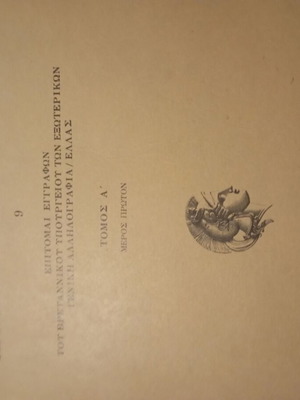 9
ΕΠΙΤΟΜΑΙ ΕΓΓΡΑΦΩΝ
ΤΟΥ ΒΡΕΤΑΝΝΙΚΟΥ ΥΠΟΥΡΓΕΙΟΥ ΤΩΝ ΕΞΩΤΕΡΙΚΩΝ
ΓΕΝΙΚΗ ΑΛΛΗΛΟΓΡΑΦΙΑ / ΕΛΛΑΣ
ΤΟΜΟΣ Α΄
ΜΕΡΟΣ ΠΡΩΤΟΝ